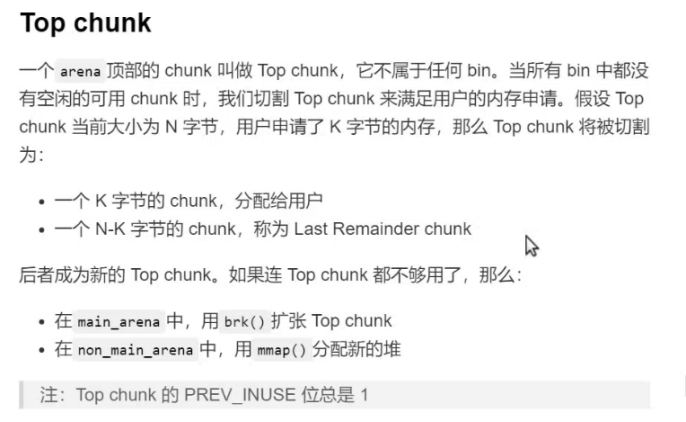 Top chunk
一个 arena 顶部的 chunk 叫做 Top chunk，它不属于任何 bin。当所有 bin 中都没
有空闲的可用 chunk 时，我们切割 Top chunk 来满足用户的内存申请。假设 Top
chunk 当前大小为 N 字节，用户申请了 K 字节的内存，那么 Top chunk 将被切割
为：
• 一个 K 字节的 chunk，分配给用户
• 一个 N-K 字节的 chunk，称为 Last Remainder chunk
后者成为新的 Top chunk。如果连 Top chunk 都不够用了，那么：
• 在 main_arena 中，用 brk() 扩张 Top chunk
• 在 non_main_arena 中，用 mmap() 分配新的堆
注：Top chunk 的 PREV_INUSE 位总是 1